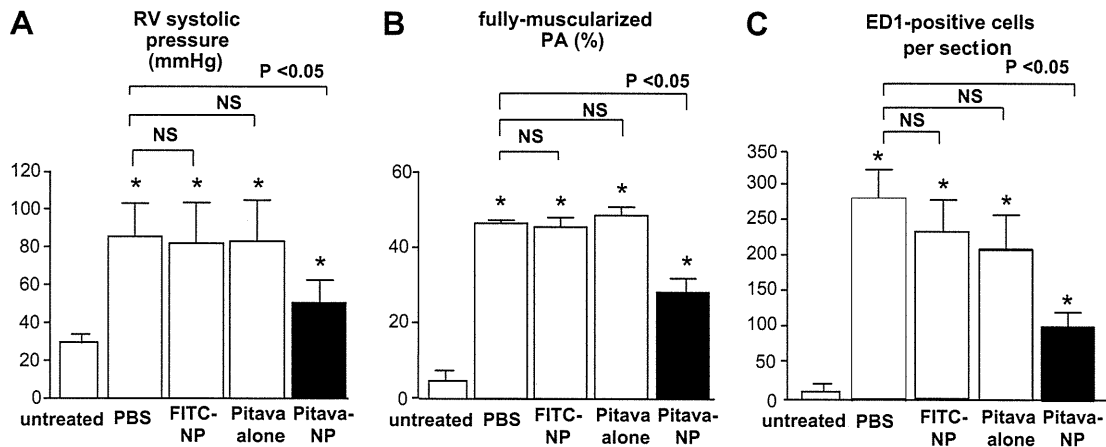 A
RV systolic
pressure
(mmHg)
P <0.05
NS
NS
120
100
80
60
40
20
0
* * * *
untreated PBS FITC-NP Pitava alone Pitava-NP
B
fully-muscularized
PA (%)
P <0.05
NS
NS
60
40
20
0
* * * *
untreated PBS FITC-NP Pitava alone Pitava-NP
C
ED1-positive cells
per section
P <0.05
NS
NS
350
300
250
200
150
100
50
0
* * * *
untreated PBS FITC-NP Pitava alone Pitava-NP